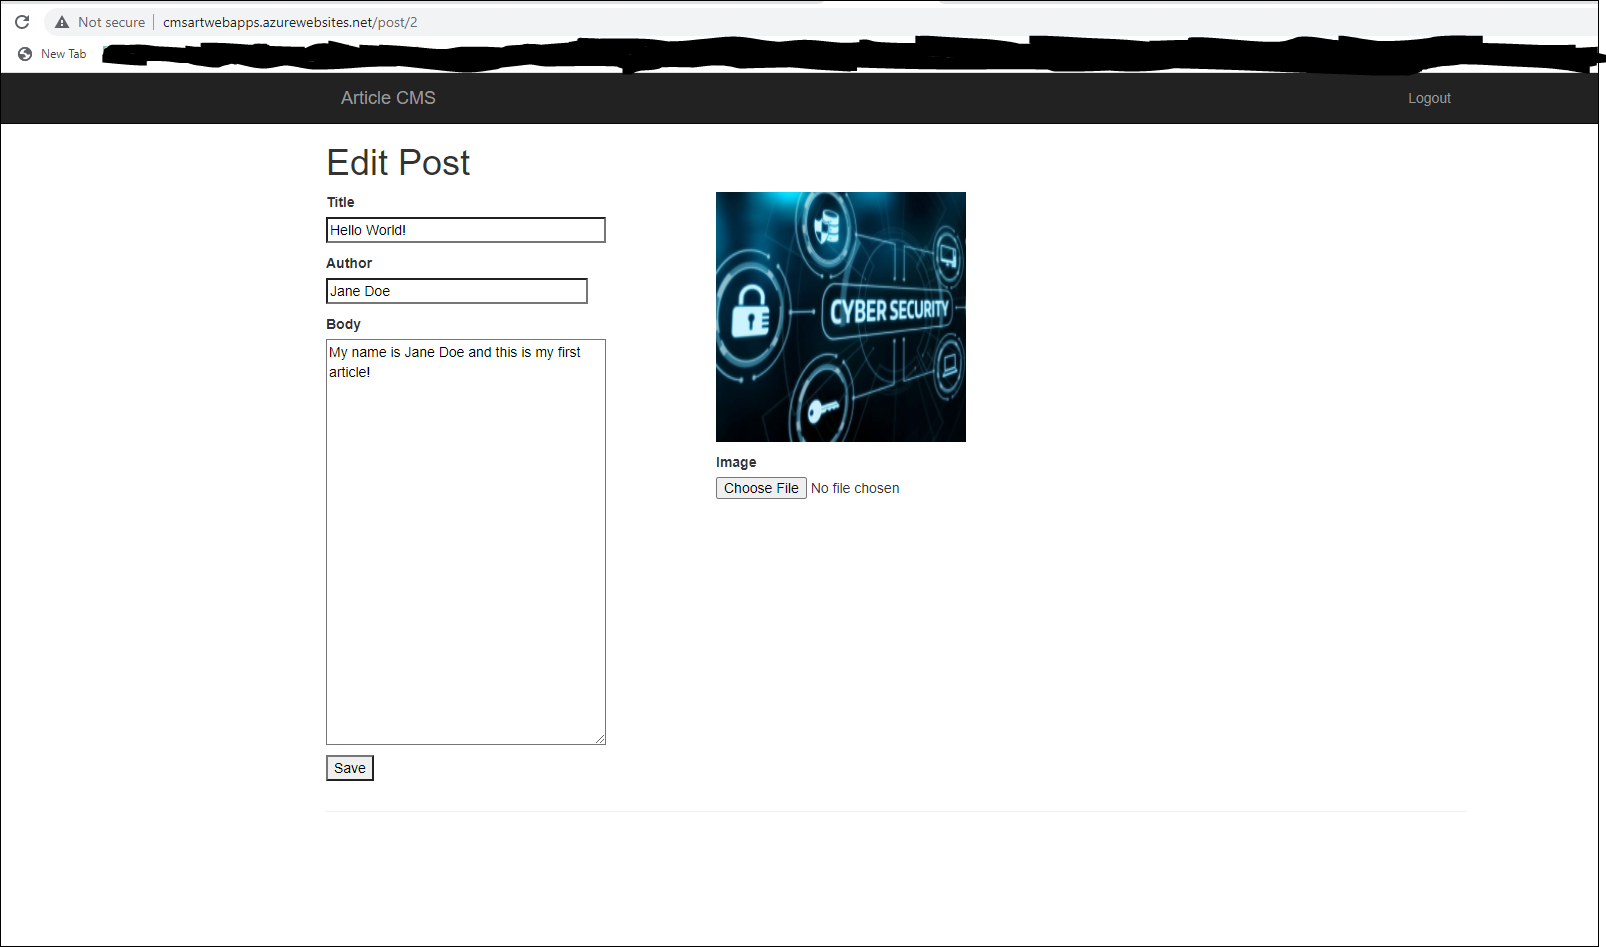 Not secure cmsartwebapps.azurewebsites.net/post/2
New Tab
Article CMS Logout
Edit Post
Title
Hello World!
Author
Jane Doe
Body
My name is Jane Doe and this is my first
article!
CYBER SECURITY
Image
Choose File No file chosen
Save